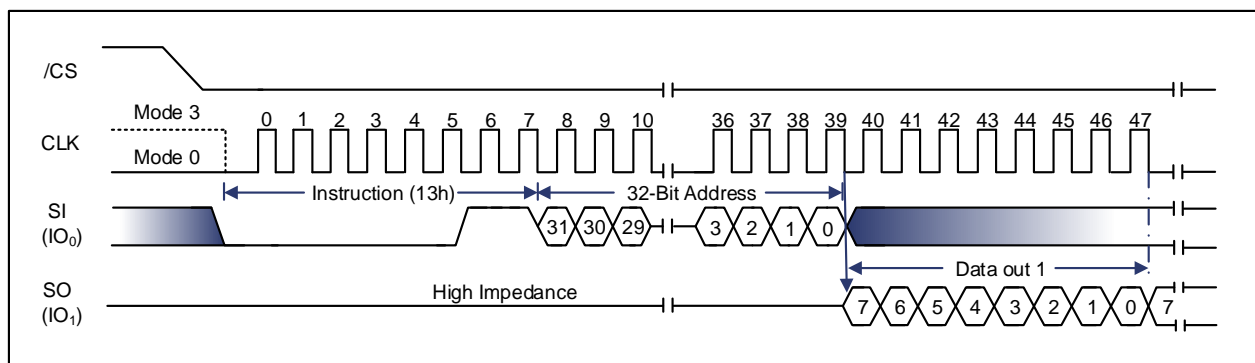 /CS
Mode 3
0 1 2 3 4 5 6 7 8 9 10 36 37 38 39 40 41 42 43 44 45 46 47
CLK
Mode 0
Instruction (13h) 32-Bit Address
SI
(IO0)
31 30 29 3 2 1 0
Data out 1
High Impedance
SO
(IO1)
7 6 5 4 3 2 1 0 7